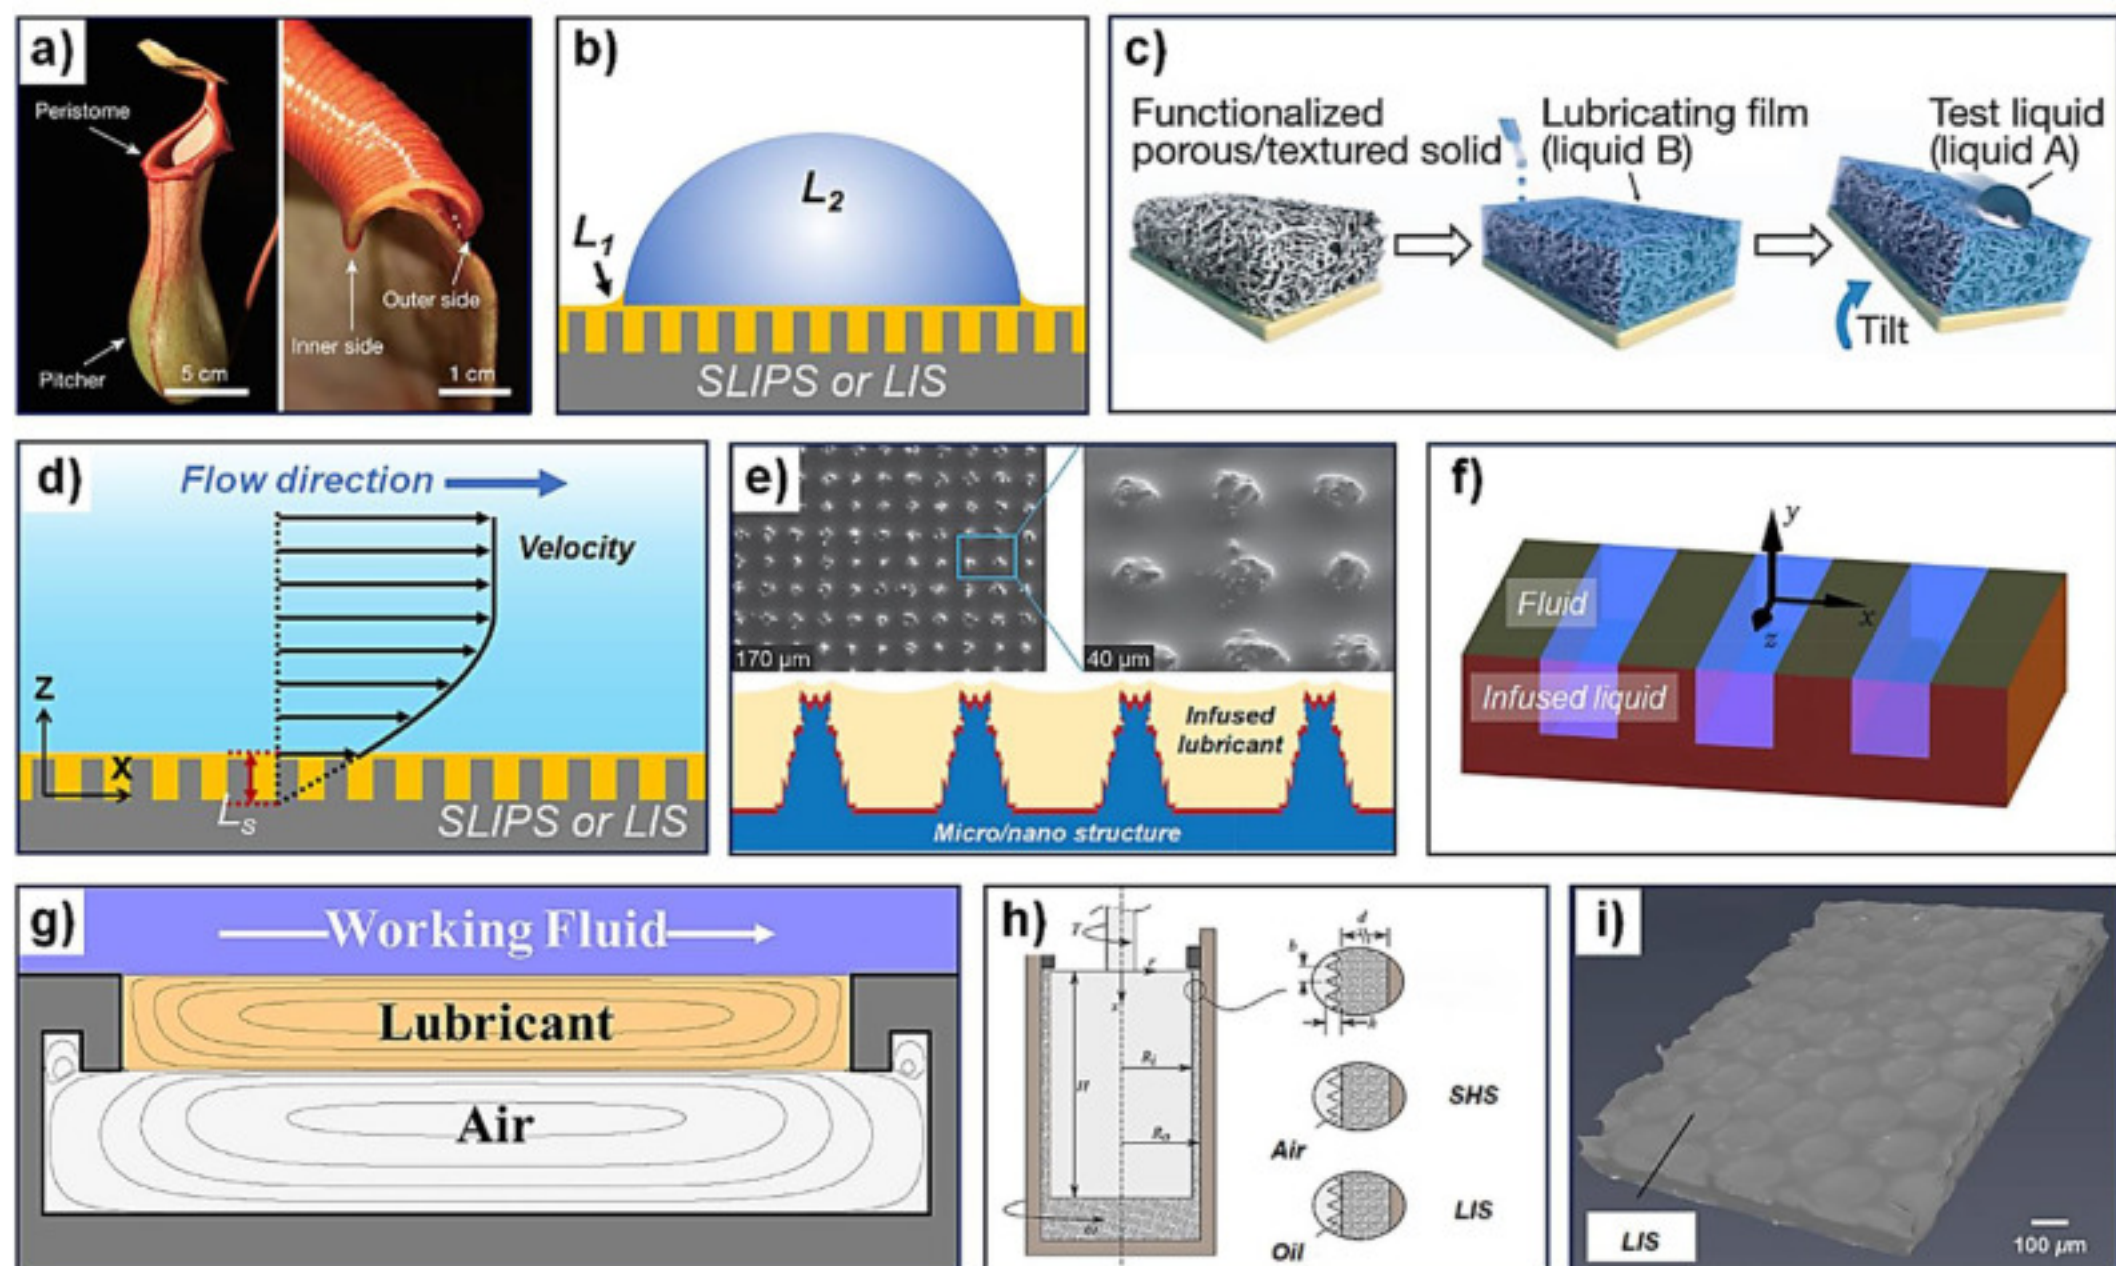 a)
Peristome
Pitcher
5 cm
Inner side
Outer side
1 cm
b)
L2
L1
SLIPS or LIS
c)
Functionalized
porous/textured solid
Lubricating film
(liquid B)
Test liquid
(liquid A)
Tilt
d)
Flow direction
Velocity
Z
X
Ls
SLIPS or LIS
e)
170 µm
40 µm
Infused
lubricant
Micro/nano structure
f)
y
Fluid
x
z
Infused liquid
g)
Working Fluid
Lubricant
Air
h)
T
r
d
b
h
H
Ri
Ro
ω
SHS
Air
LIS
Oil
i)
LIS
100 µm